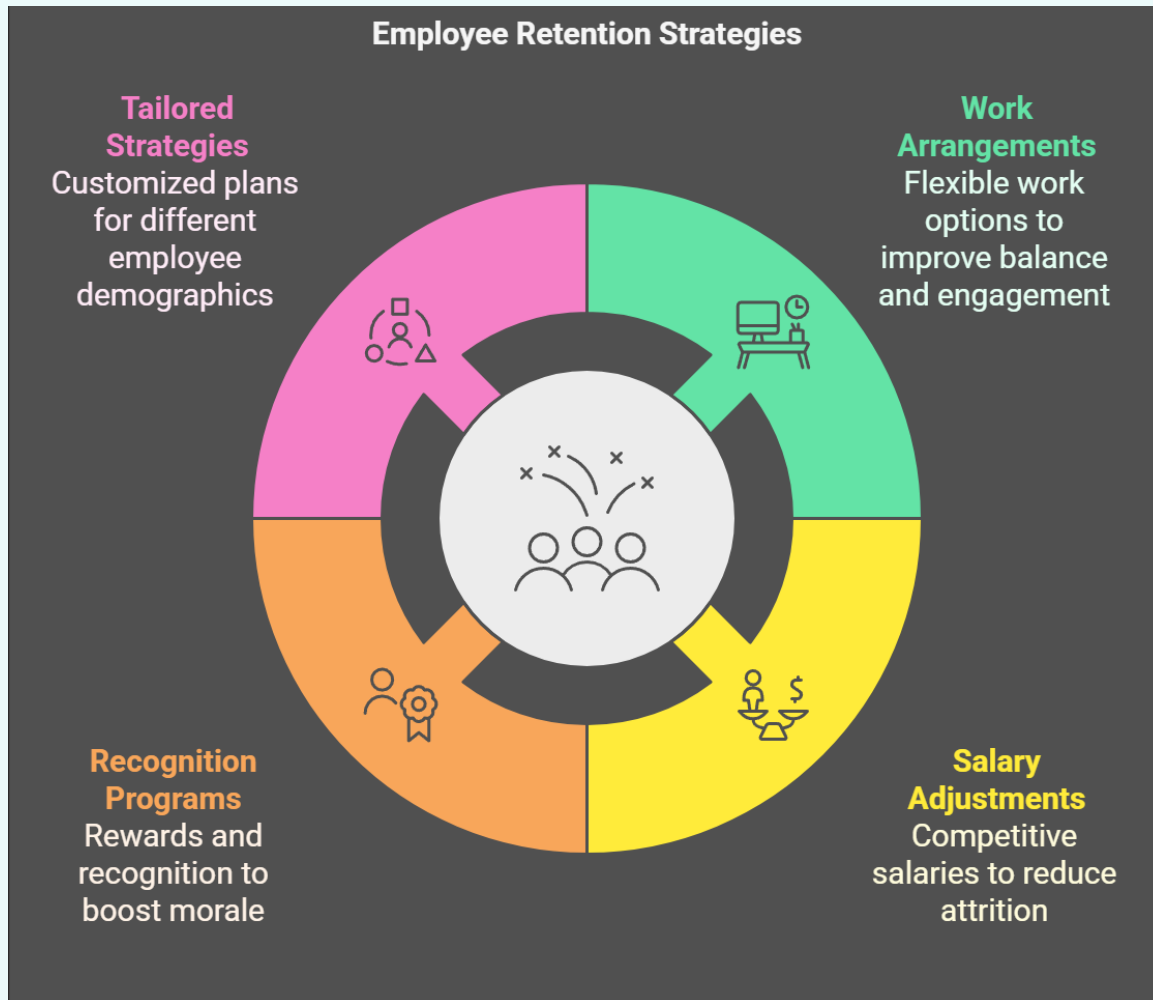 Employee Retention Strategies
Tailored
Strategies
Customized plans
for different
employee
demographics
Work
Arrangements
Flexible work
options to
improve balance
and engagement
Recognition
Programs
Rewards and
recognition to
boost morale
Salary
Adjustments
Competitive
salaries to reduce
attrition
$